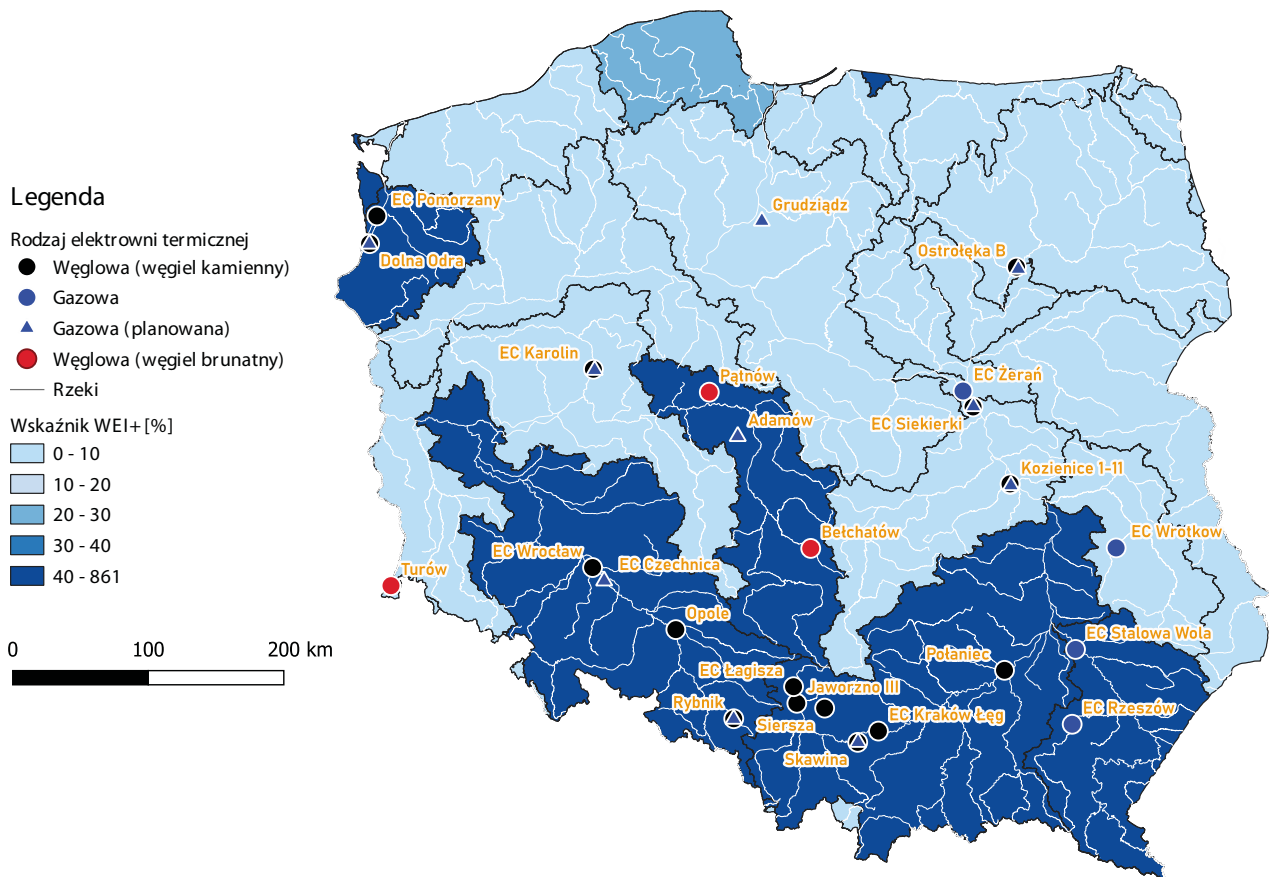 Legenda
Rodzaj elektrowni termicznej
Węglowa (węgiel kamienny)
Gazowa
Gazowa (planowana)
Węglowa (węgiel brunatny)
Rzeki
Wskaźnik WEI+ [%]
0 - 10
10 - 20
20 - 30
30 - 40
40 - 861
0 100 200 km
EC Pomorzany
Dolna Odra
Grudziądz
Ostrołęka B
EC Karolin
Pątnów
EC Żerań
Adamów
EC Siekierki
Kozienice 1-11
Bełchatów
EC Wrotkow
EC Wrocław
EC Czechnica
Turów
Opole
EC Stalowa Wola
Połaniec
EC Łagisza
Jaworzno III
Rybnik
Siersza
EC Kraków Łęg
EC Rzeszów
Skawina